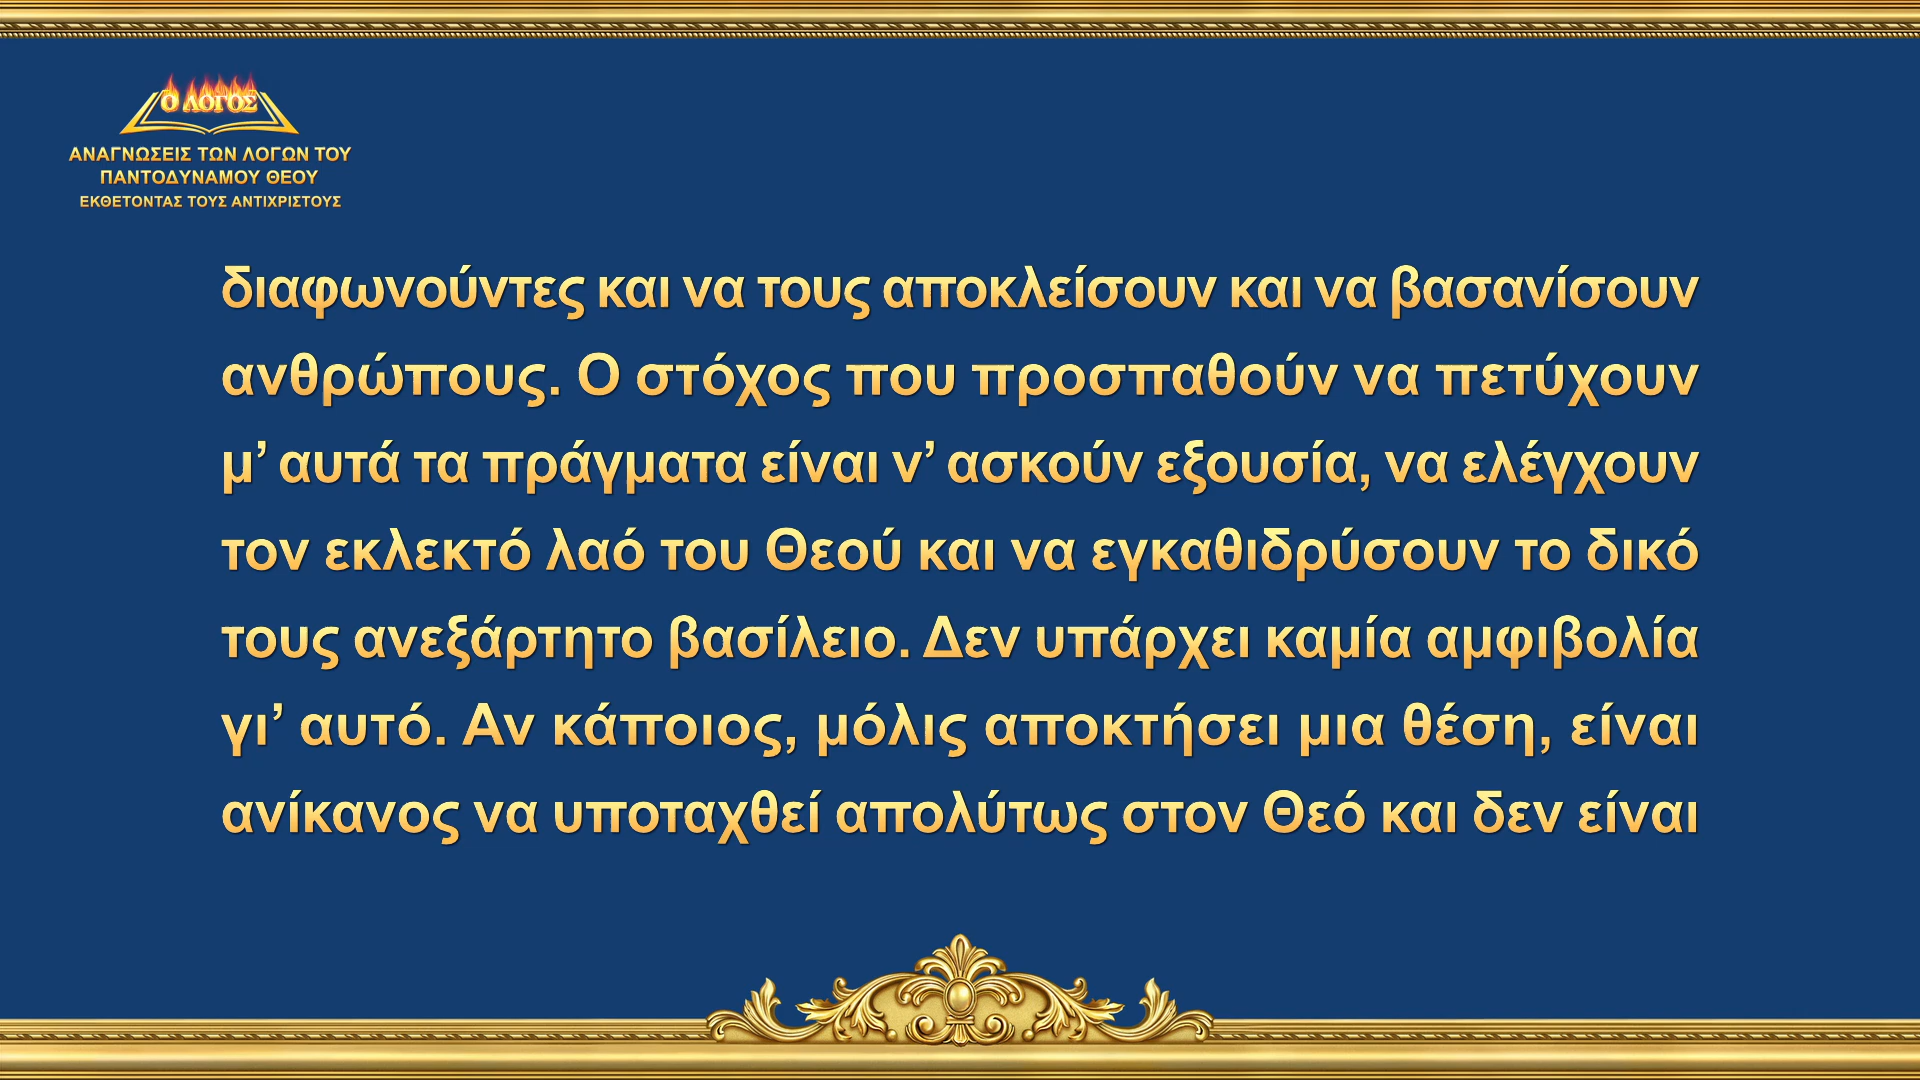 Ο ΛΟΓΟΣ
ΑΝΑΓΝΩΣΕΙΣ ΤΩΝ ΛΟΓΩΝ ΤΟΥ
ΠΑΝΤΟΔΥΝΑΜΟΥ ΘΕΟΥ
ΕΚΘΕΤΟΝΤΑΣ ΤΟΥΣ ΑΝΤΙΧΡΙΣΤΟΥΣ
διαφωνούντες και να τους αποκλείσουν και να βασανίσουν
ανθρώπους. Ο στόχος που προσπαθούν να πετύχουν
μ’ αυτά τα πράγματα είναι ν’ ασκούν εξουσία, να ελέγχουν
τον εκλεκτό λαό του Θεού και να εγκαθιδρύσουν το δικό
τους ανεξάρτητο βασίλειο. Δεν υπάρχει καμία αμφιβολία
γι’ αυτό. Αν κάποιος, μόλις αποκτήσει μια θέση, είναι
ανίκανος να υποταχθεί απολύτως στον Θεό και δεν είναι